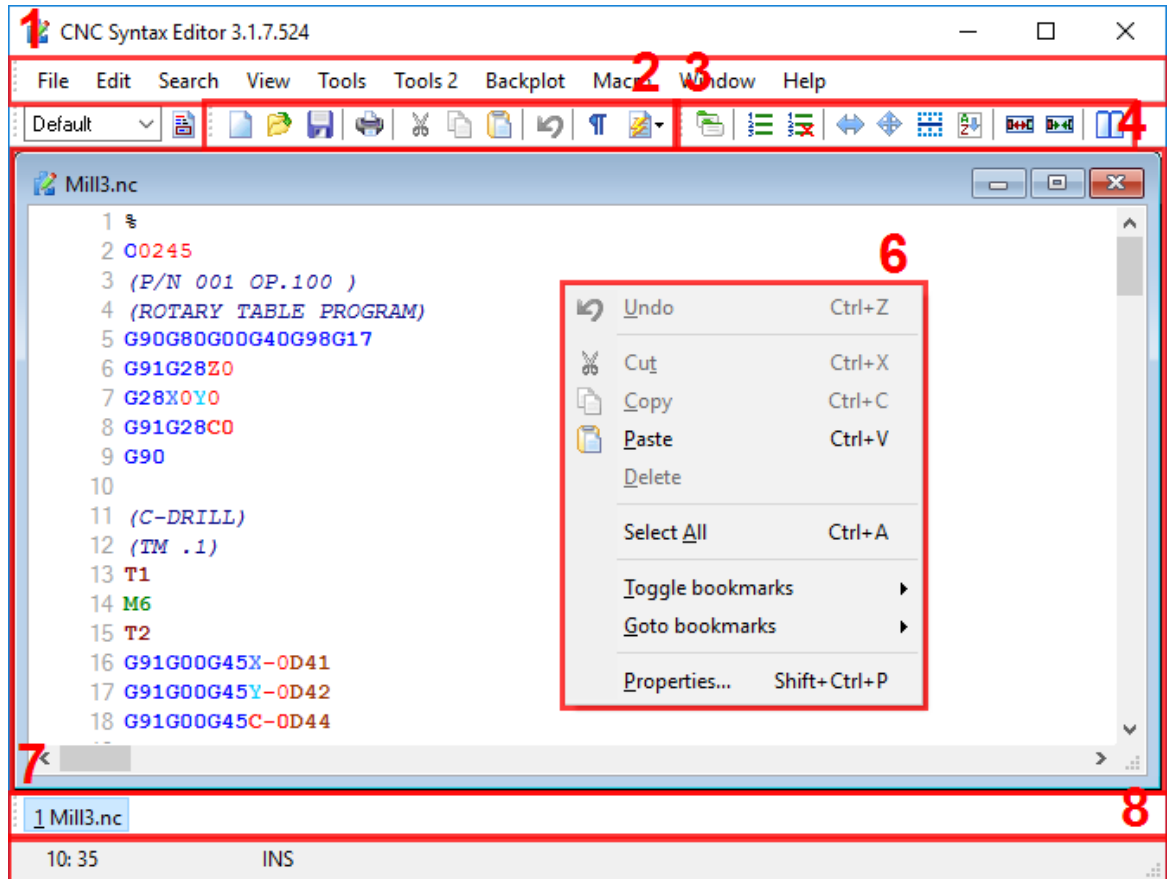 1 CNC Syntax Editor 3.1.7.524
File Edit Search View Tools Tools 2 Backplot Macro Window Help
2 3
Default
4
Mill3.nc
1 %
2 O0245
3 (P/N 001 OP.100 )
4 (ROTARY TABLE PROGRAM)
5 G90G80G00G40G98G17
6 G91G28Z0
7 G28X0Y0
8 G91G28C0
9 G90
10
11 (C-DRILL)
12 (TM .1)
13 T1
14 M6
15 T2
16 G91G00G45X-0D41
17 G91G00G45Y-0D42
18 G91G00G45C-0D44
6
Undo Ctrl+Z
Cut Ctrl+X
Copy Ctrl+C
Paste Ctrl+V
Delete
Select All Ctrl+A
Toggle bookmarks
Goto bookmarks
Properties... Shift+Ctrl+P
7
1 Mill3.nc
8
10: 35 INS